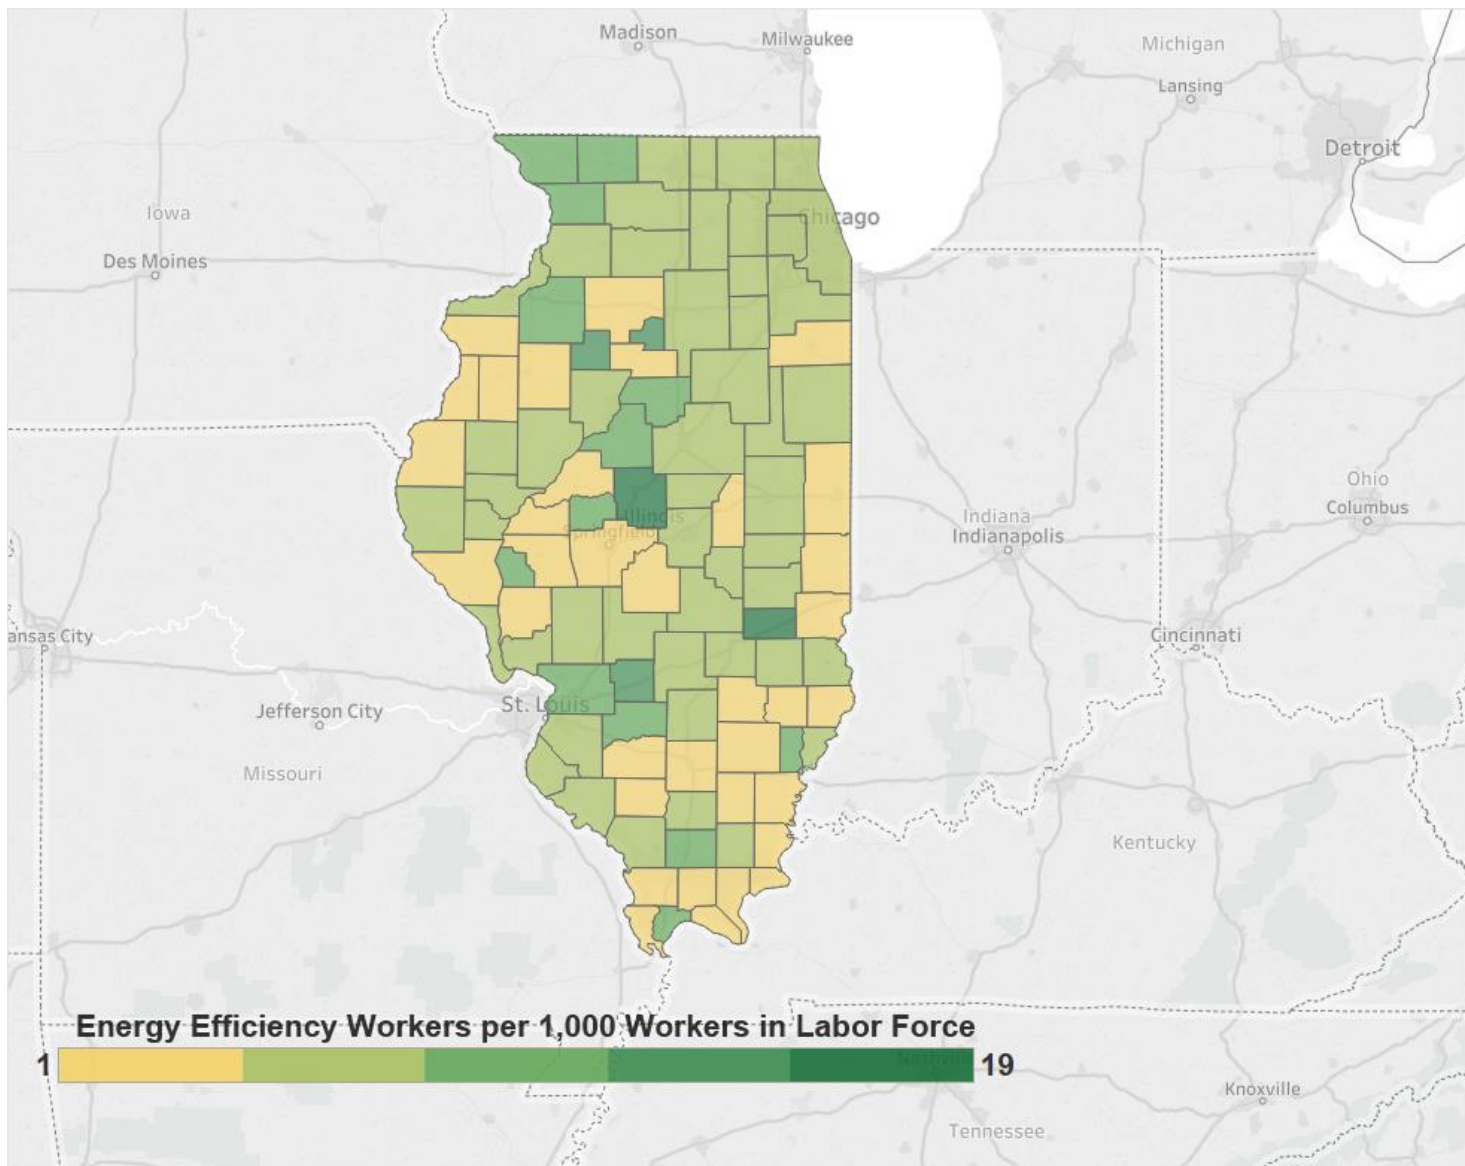 Madison
Milwaukee
Michigan
Lansing
Detroit
Iowa
Chicago
Des Moines
Ohio
Columbus
Illinois
Springfield
Indiana
Indianapolis
ansas City
Cincinnati
St. Louis
Jefferson City
Missouri
Kentucky
Energy Efficiency Workers per 1,000 Workers in Labor Force
1
19
Nashville
Knoxville
Tennessee